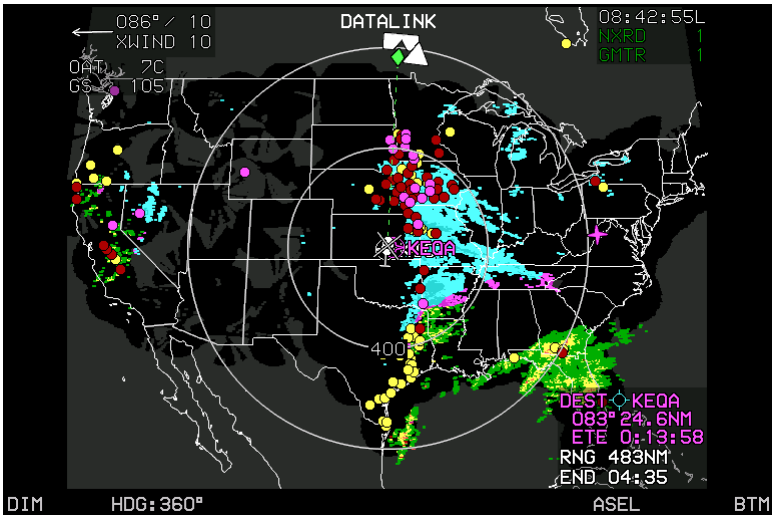 086°/ 10
XWIND 10
OAT 7C
GS 105
DATALINK
08:42:55L
NXRD 1
GMTR 1
KEQA
400
DEST KEQA
083°24.6NM
ETE 0:13:58
RNG 483NM
END 04:35
DIM HDG:360° ASEL BTM